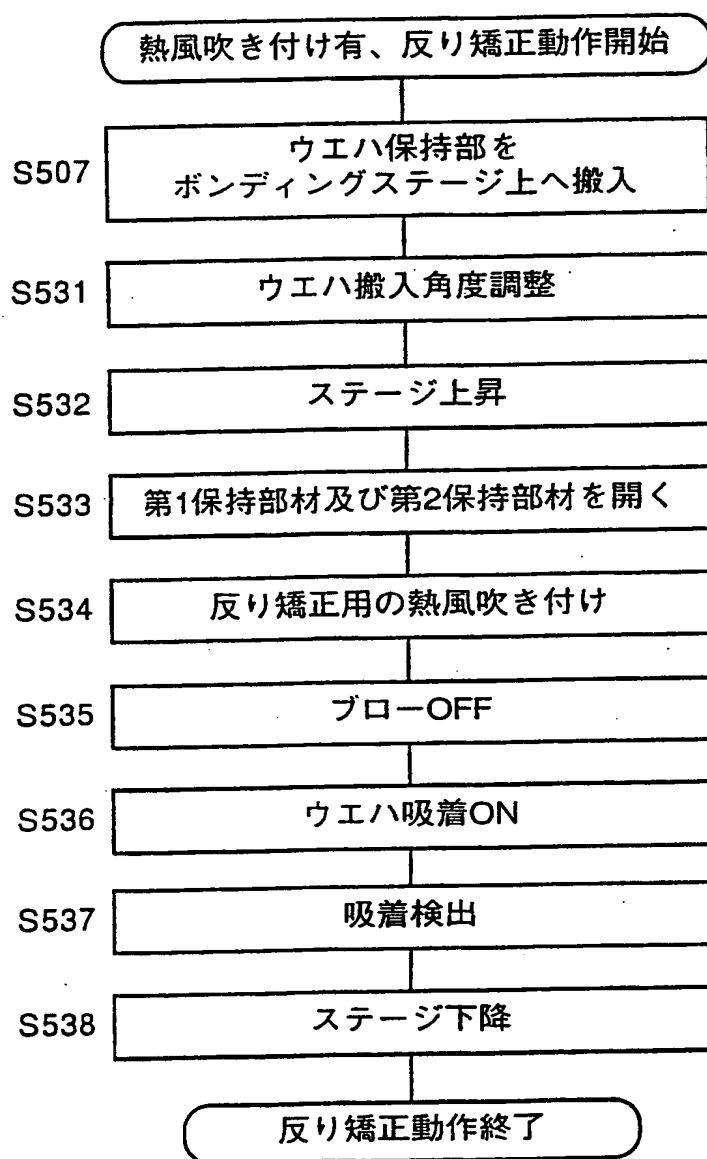 熱風吹き付け有、反り矯正動作開始
S507
ウエハ保持部を
ボンディングステージ上へ搬入
S531
ウエハ搬入角度調整
S532
ステージ上昇
S533
第1保持部材及び第2保持部材を開く
S534
反り矯正用の熱風吹き付け
S535
ブローOFF
S536
ウエハ吸着ON
S537
吸着検出
S538
ステージ下降
反り矯正動作終了